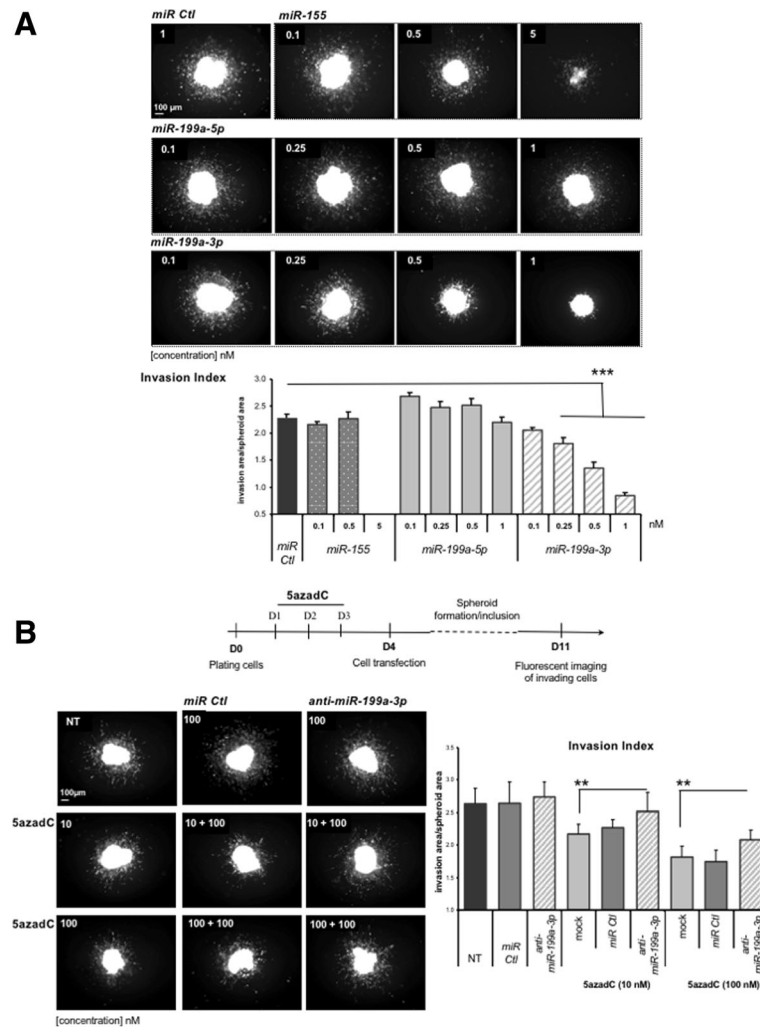 A
miR Ctl miR-155
1 0.1 0.5 5
100 µm
miR-199a-5p
0.1 0.25 0.5 1
miR-199a-3p
0.1 0.25 0.5 1
[concentration] nM
Invasion Index
***
invasion area/spheroid area
3.0
2.5
2.0
1.5
1.0
0.5
0.1 0.5 5 0.1 0.25 0.5 1 0.1 0.25 0.5 1 nM
miR Ctl miR-155 miR-199a-5p miR-199a-3p
B
5azadC
D1 D2 D3
Spheroid
formation/inclusion
D0 D4 D11
Plating cells Cell transfection Fluorescent imaging
of invading cells
miR Ctl anti-miR-199a-3p
NT 100 100
100µm
5azadC 10 10 + 100 10 + 100
5azadC 100 100 + 100 100 + 100
[concentration] nM
Invasion Index
** **
invasion area/spheroid area
3.5
3.0
2.5
2.0
1.5
1.0
NT miR Ctl anti-miR-199a-3p mock miR Ctl anti-miR-199a-3p mock miR Ctl anti-miR-199a-3p
5azadC (10 nM) 5azadC (100 nM)